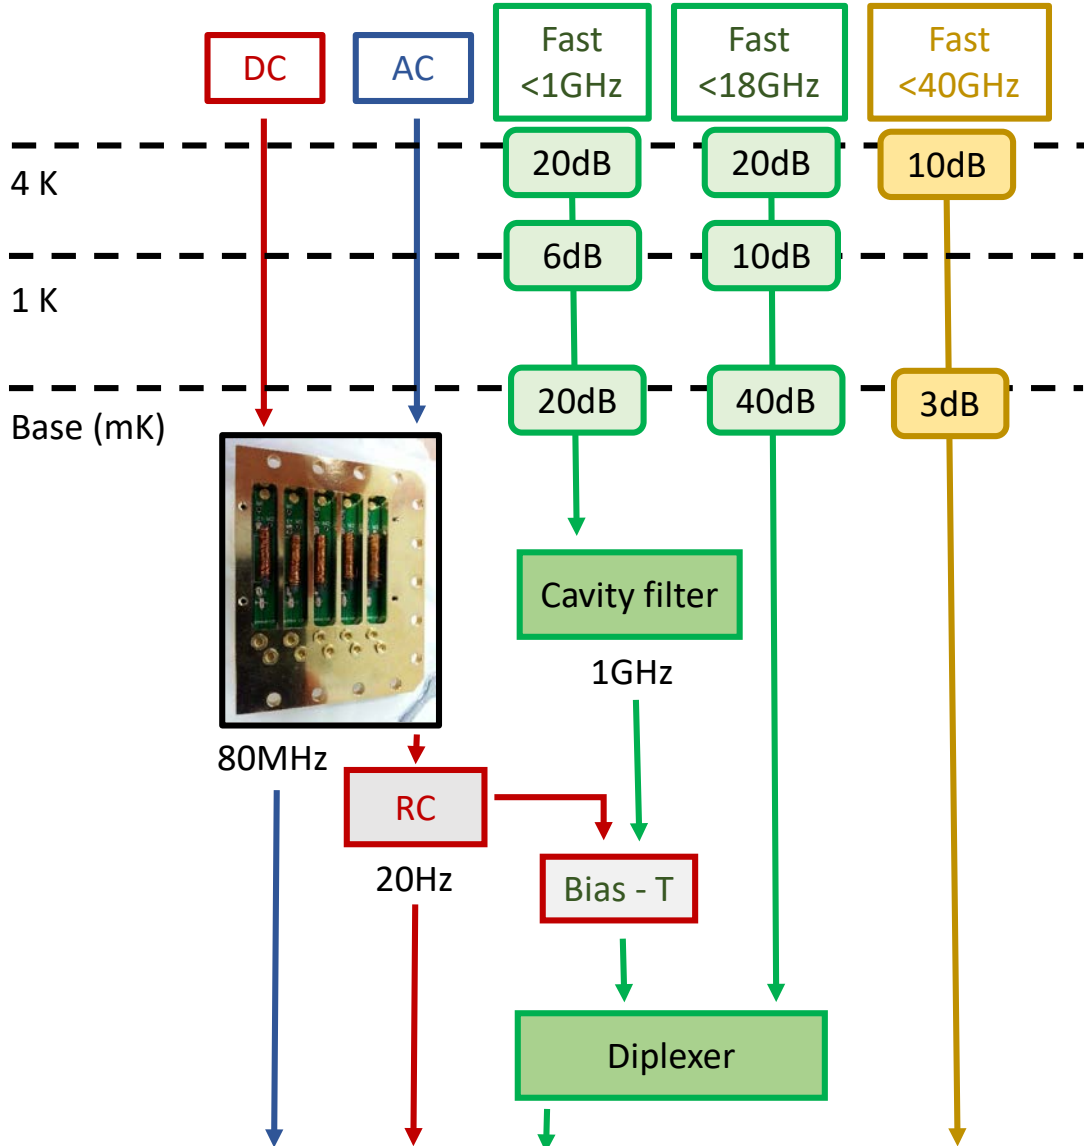 DC
AC
Fast
<1GHz
Fast
<18GHz
Fast
<40GHz
4 K
20dB
20dB
10dB
6dB
10dB
1 K
Base (mK)
20dB
40dB
3dB
Cavity filter
1GHz
80MHz
RC
20Hz
Bias - T
Diplexer